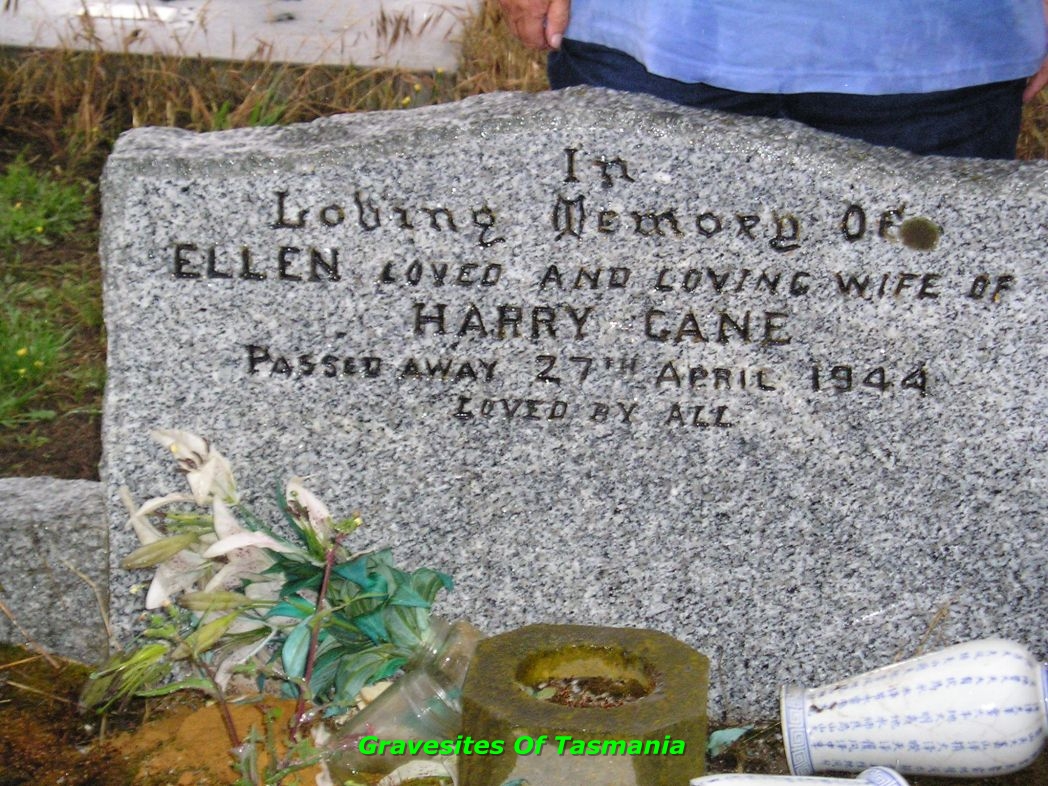 In
Loving Memory Of
ELLEN LOVED AND LOVING WIFE OF
HARRY GANE
PASSED AWAY 27TH APRIL 1944
LOVED BY ALL
Gravesites Of Tasmania